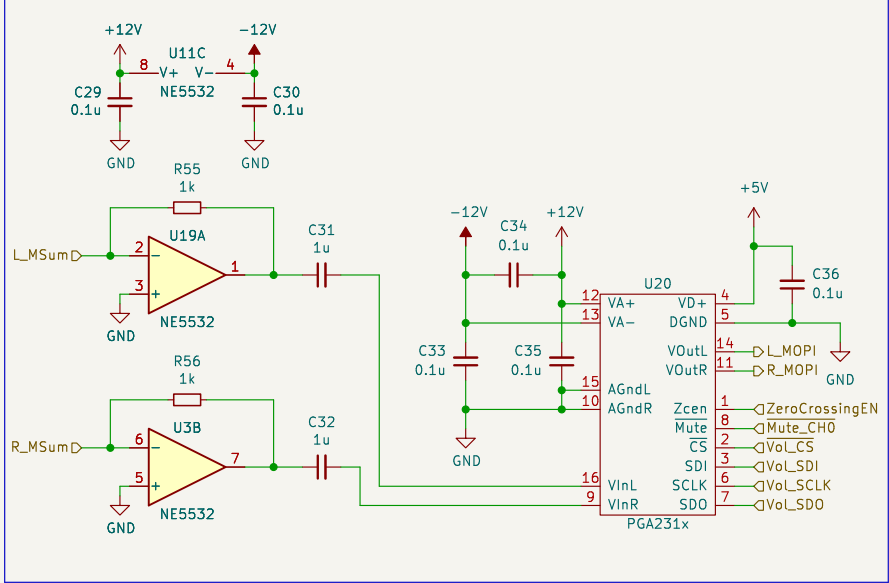 +12V
-12V
U11C
8
V+
V-
4
C29
0.1u
NE5532
C30
0.1u
GND
GND
R55
1k
L_MSum
U19A
2
-
3
+
1
NE5532
GND
C31
1u
R56
1k
R_MSum
U3B
6
-
5
+
7
NE5532
GND
C32
1u
-12V
C34
0.1u
+12V
C33
0.1u
C35
0.1u
GND
+5V
C36
0.1u
GND
U20
12 VA+ VD+ 4
13 VA- DGND 5
VOutL 14 L_MOPI
VOutR 11 R_MOPI
15 AGndL
10 AGndR Zcen 1 ZeroCrossingEN
Mute 8 Mute_CH0
CS 2 Vol_CS
SDI 3 Vol_SDI
16 VInL SCLK 6 Vol_SCLK
9 VInR SDO 7 Vol_SDO
PGA231x